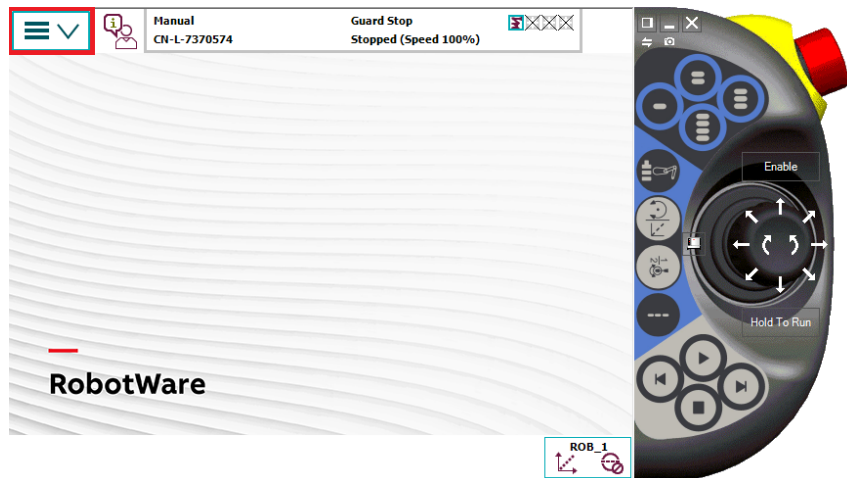 Manual
CN-L-7370574
Guard Stop
Stopped (Speed 100%)
Enable
Hold To Run
RobotWare
ROB_1